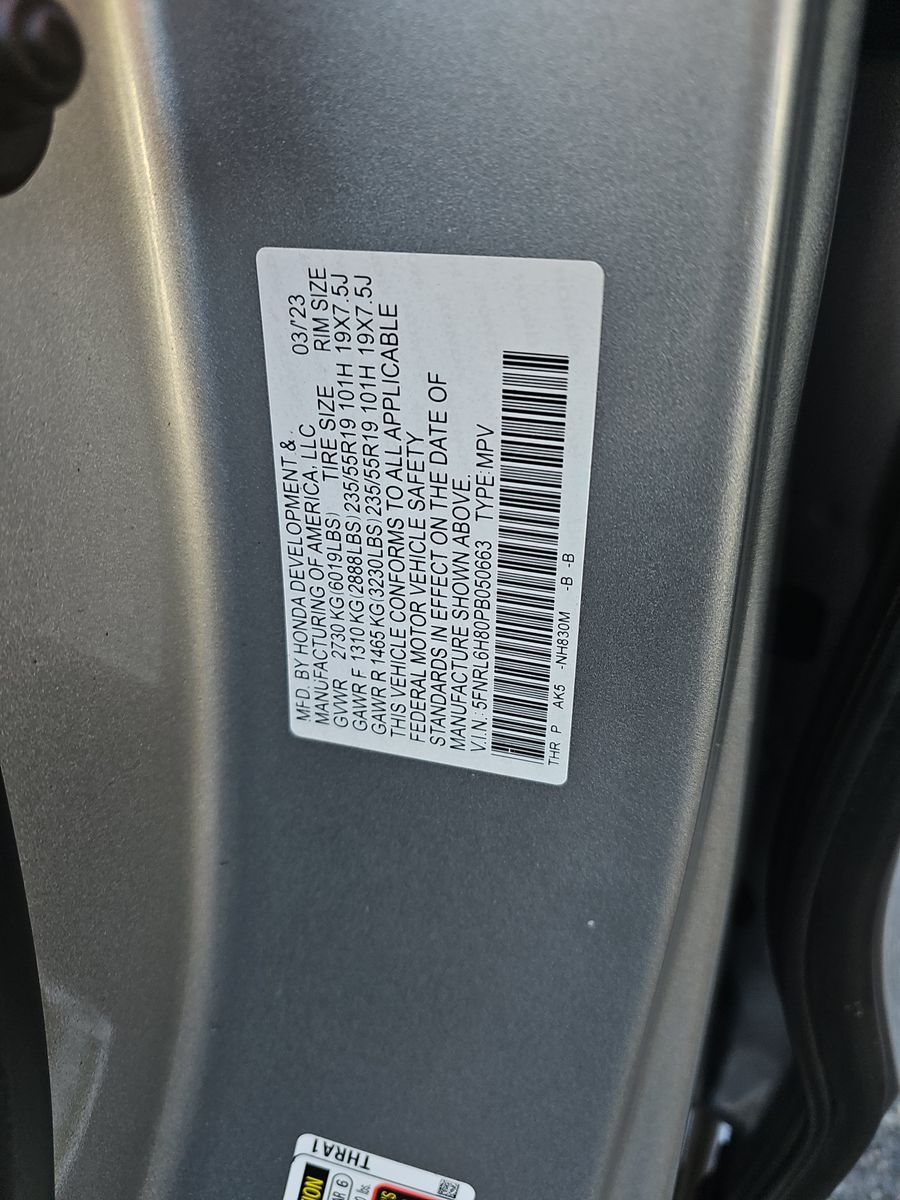 MFD. BY HONDA DEVELOPMENT &
MANUFACTURING OF AMERICA, LLC 03/'23
GVWR 2730 KG(6019LBS) TIRE SIZE RIM SIZE
GAWR F 1310 KG(2888LBS) 235/55R19 101H 19X7.5J
GAWR R 1465 KG(3230LBS) 235/55R19 101H 19X7.5J
THIS VEHICLE CONFORMS TO ALL APPLICABLE
FEDERAL MOTOR VEHICLE SAFETY
STANDARDS IN EFFECT ON THE DATE OF
MANUFACTURE SHOWN ABOVE.
V.I.N.: 5FNRL6H80PB050663 TYPE: MPV
THR P AK5 -NH830M -B -B
THRA1
6
lbs.